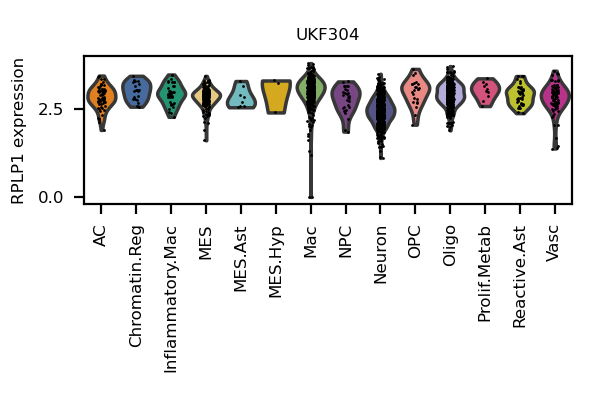 UKF304
RPLP1 expression
2.5
0.0
AC
Chromatin.Reg
Inflammatory.Mac
MES
MES.Ast
MES.Hyp
Mac
NPC
Neuron
OPC
Oligo
Prolif.Metab
Reactive.Ast
Vasc